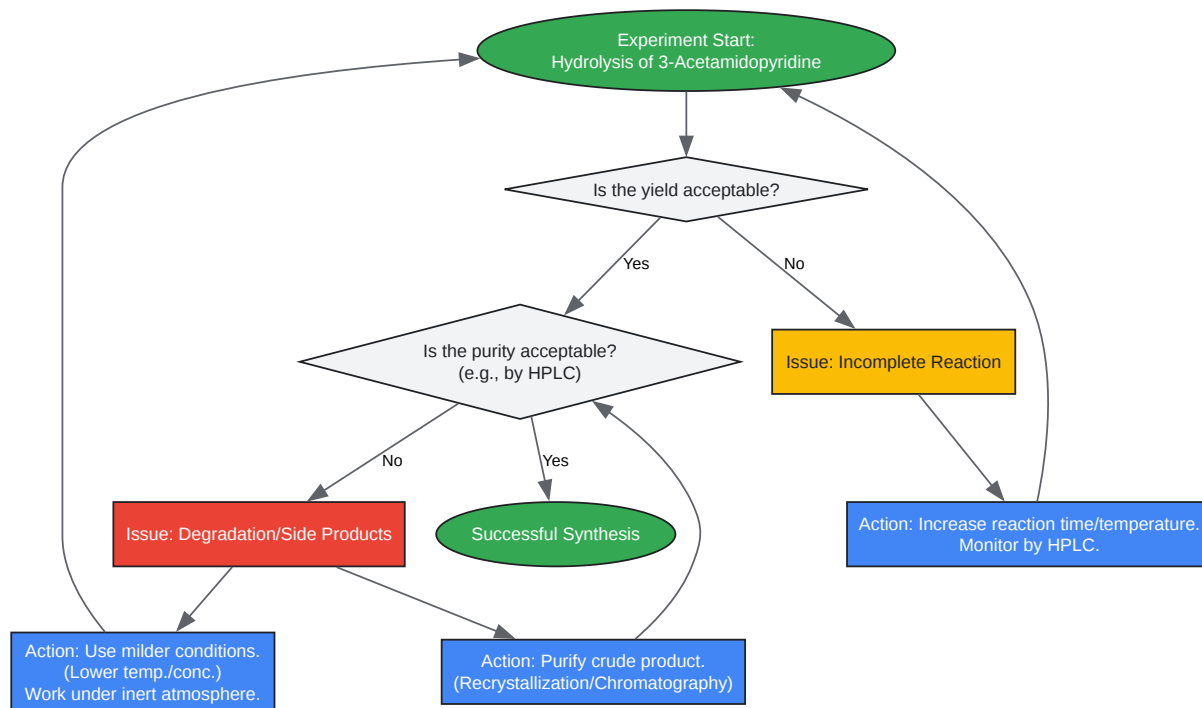 Experiment Start:
Hydrolysis of 3-Acetamidopyridine
Is the yield acceptable?
Yes
No
Is the purity acceptable?
(e.g., by HPLC)
Issue: Incomplete Reaction
No
Yes
Issue: Degradation/Side Products
Successful Synthesis
Action: Increase reaction time/temperature.
Monitor by HPLC.
Action: Use milder conditions.
(Lower temp./conc.)
Work under inert atmosphere.
Action: Purify crude product.
(Recrystallization/Chromatography)